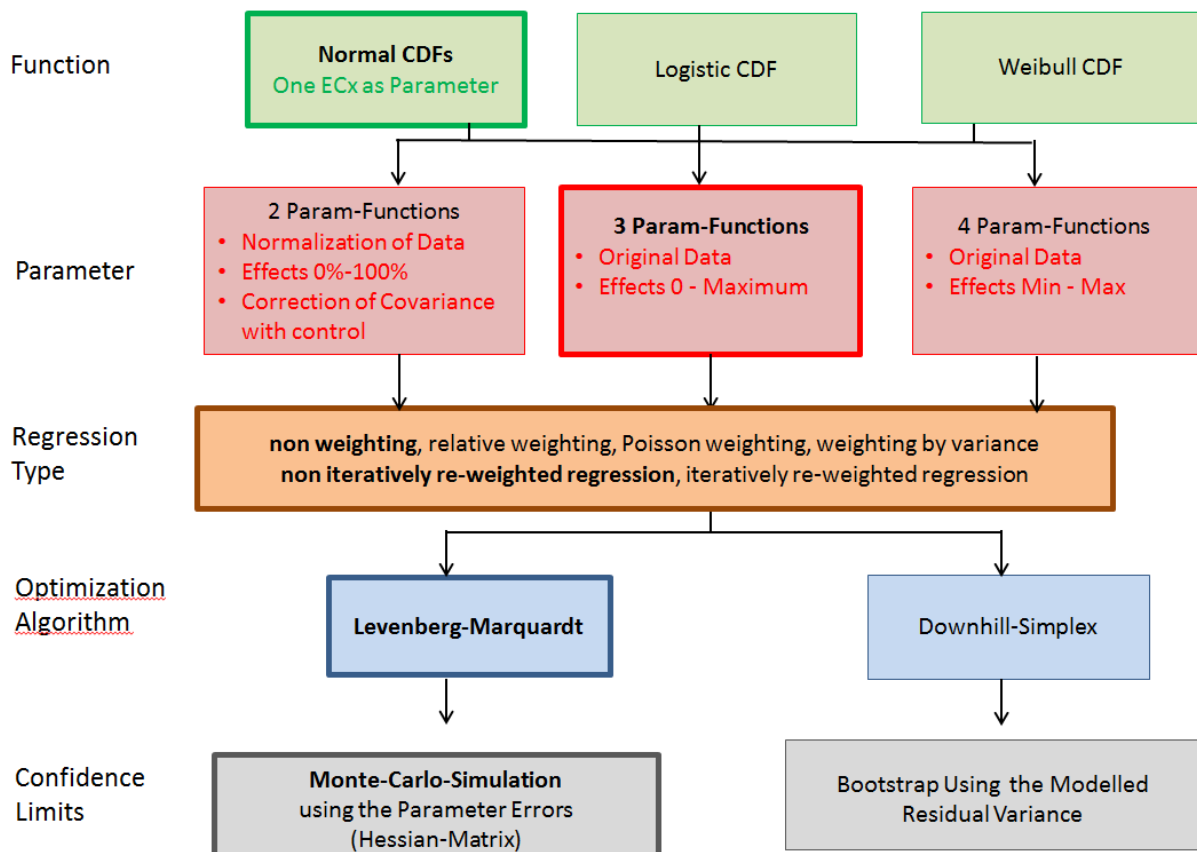 Function
Normal CDFs
One ECx as Parameter
Logistic CDF
Weibull CDF
Parameter
2 Param-Functions
• Normalization of Data
• Effects 0%-100%
• Correction of Covariance
with control
3 Param-Functions
• Original Data
• Effects 0 - Maximum
4 Param-Functions
• Original Data
• Effects Min - Max
Regression
Type
non weighting, relative weighting, Poisson weighting, weighting by variance
non iteratively re-weighted regression, iteratively re-weighted regression
Optimization
Algorithm
Levenberg-Marquardt
Downhill-Simplex
Confidence
Limits
Monte-Carlo-Simulation
using the Parameter Errors
(Hessian-Matrix)
Bootstrap Using the Modelled
Residual Variance